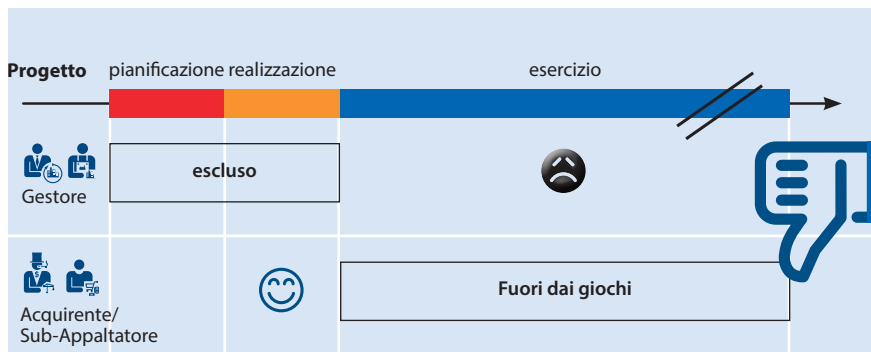 Progetto pianificazione realizzazione esercizio
escluso
Gestore
Fuori dai giochi
Acquirente/
Sub-Appaltatore